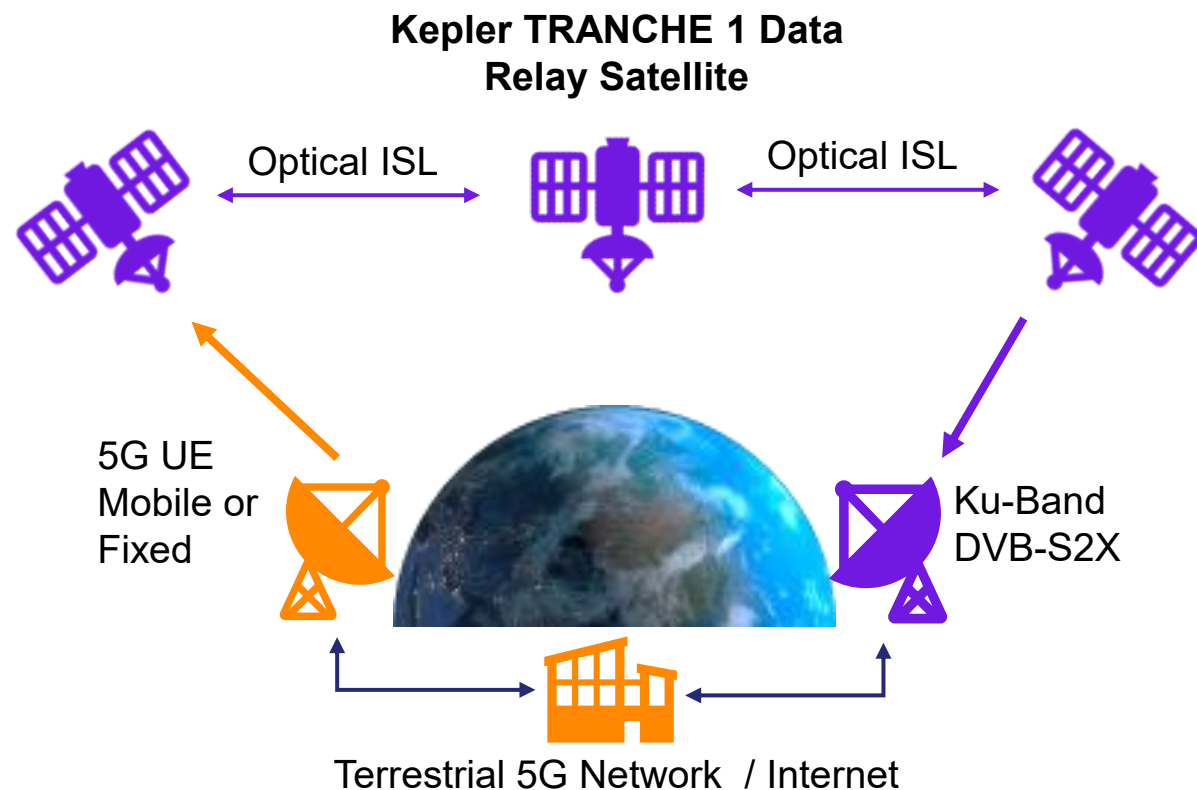 Kepler TRANCHE 1 Data
Relay Satellite
Optical ISL
Optical ISL
5G UE
Mobile or
Fixed
Ku-Band
DVB-S2X
Terrestrial 5G Network / Internet